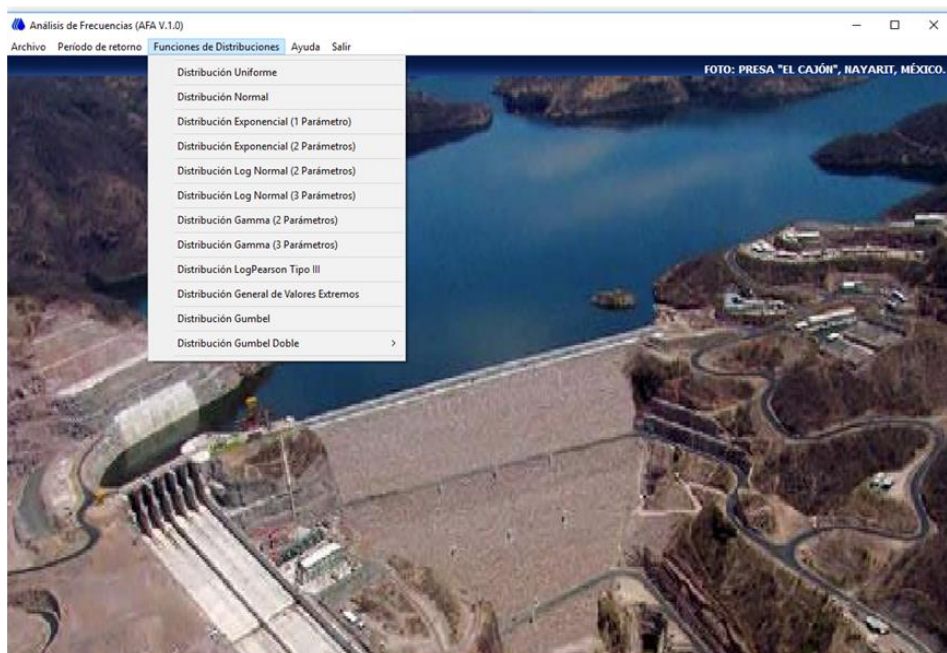 Análisis de Frecuencias (AFA V.1.0)
Archivo Período de retorno Funciones de Distribuciones Ayuda Salir
FOTO: PRESA "EL CAJÓN", NAYARIT, MÉXICO.
Distribución Uniforme
Distribución Normal
Distribución Exponencial (1 Parámetro)
Distribución Exponencial (2 Parámetros)
Distribución Log Normal (2 Parámetros)
Distribución Log Normal (3 Parámetros)
Distribución Gamma (2 Parámetros)
Distribución Gamma (3 Parámetros)
Distribución LogPearson Tipo III
Distribución General de Valores Extremos
Distribución Gumbel
Distribución Gumbel Doble